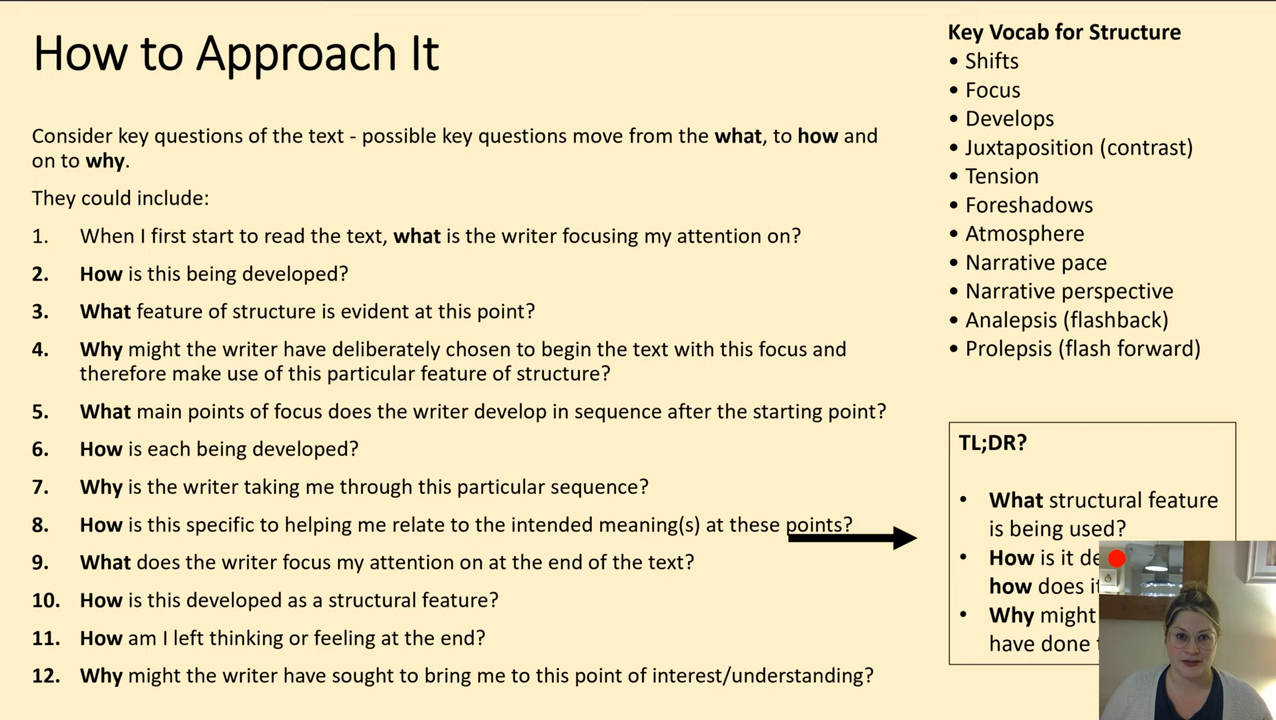 How to Approach It
Consider key questions of the text - possible key questions move from the what, to how and
on to why.
They could include:
1. When I first start to read the text, what is the writer focusing my attention on?
2. How is this being developed?
3. What feature of structure is evident at this point?
4. Why might the writer have deliberately chosen to begin the text with this focus and
therefore make use of this particular feature of structure?
5. What main points of focus does the writer develop in sequence after the starting point?
6. How is each being developed?
7. Why is the writer taking me through this particular sequence?
8. How is this specific to helping me relate to the intended meaning(s) at these points?
9. What does the writer focus my attention on at the end of the text?
10. How is this developed as a structural feature?
11. How am I left thinking or feeling at the end?
12. Why might the writer have sought to bring me to this point of interest/understanding?
Key Vocab for Structure
• Shifts
• Focus
• Develops
• Juxtaposition (contrast)
• Tension
• Foreshadows
• Atmosphere
• Narrative pace
• Narrative perspective
• Analepsis (flashback)
• Prolepsis (flash forward)
TL;DR?
• What structural feature
is being used?
• How is it
how does
• Why might
have done